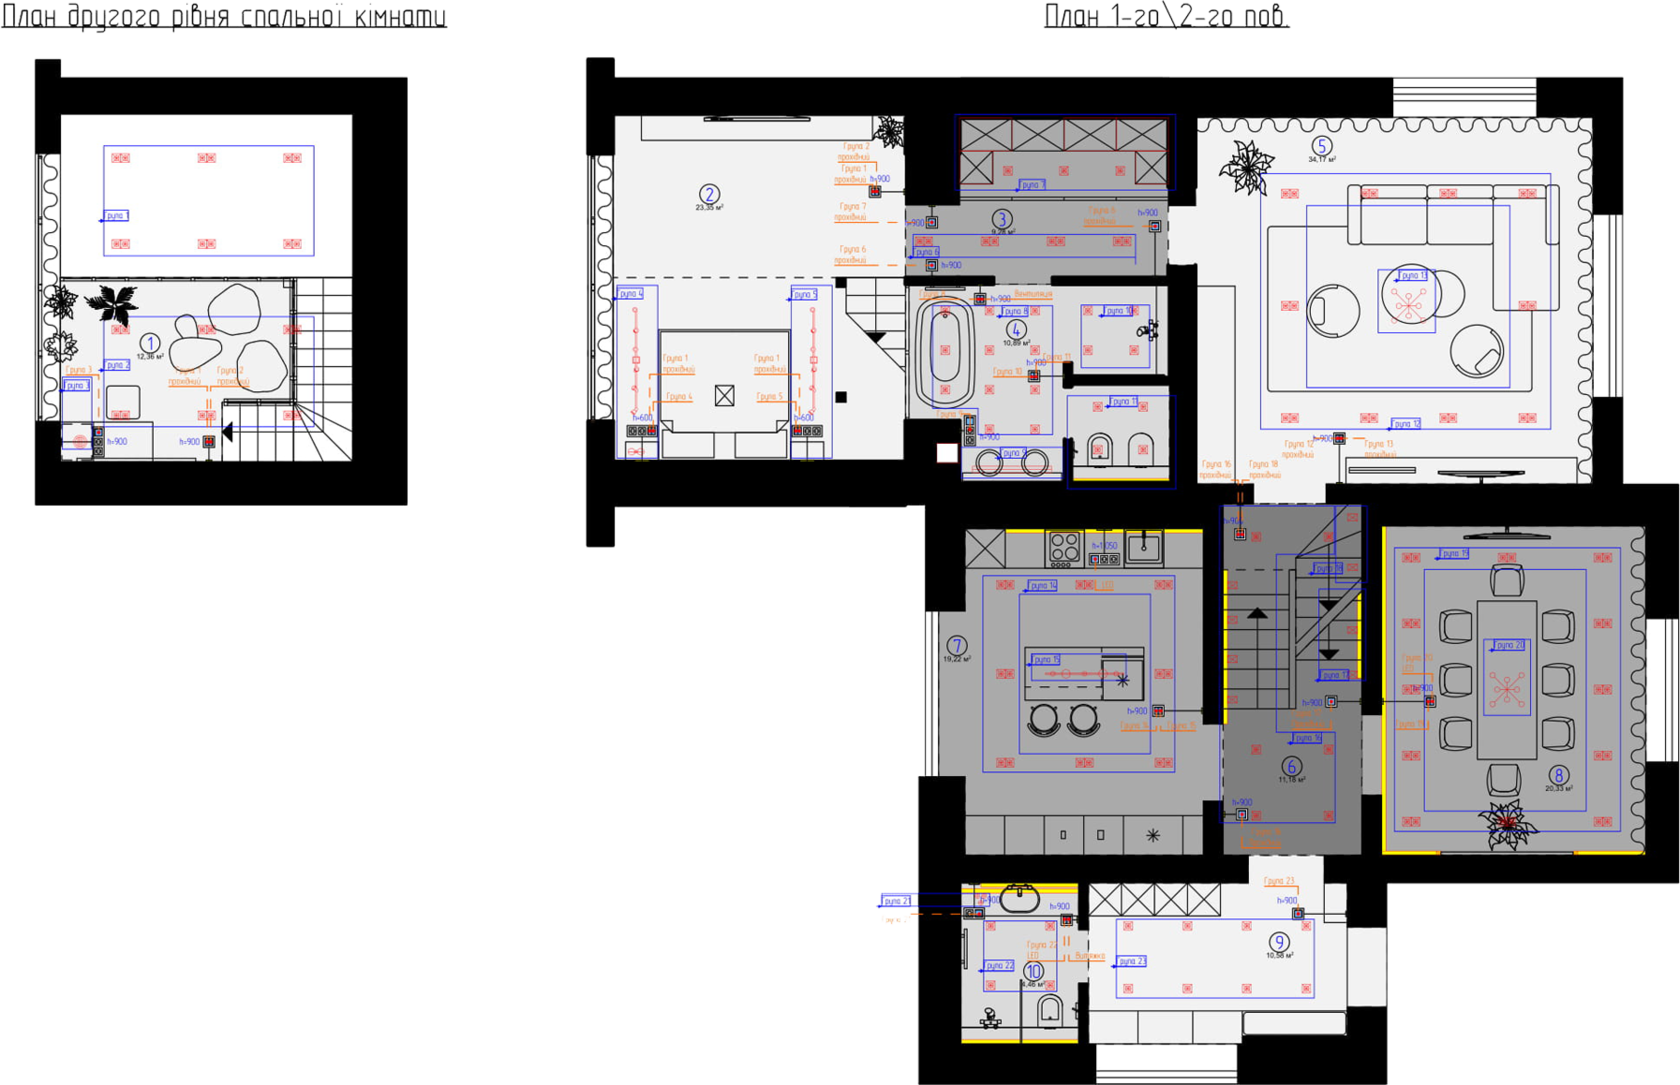 План другого рівня спальної кімнати
План 1-го\2-го пов.
Група 1
1
12,36 м²
Група 2
Група 3
Група 3
Група 1
прохідний
Група 2
прохідний
h=900
h=900
2
23,35 м²
Група 2
прохідний
Група 1
прохідний
h=900
Група 7
прохідний
h=900
Група 6
прохідний
h=900
Група 4
Група 5
Група 1
прохідний
Група 1
прохідний
Група 4
Група 5
h=600
h=600
Група 7
3
9,28 м²
Група 6
прохідний
h=900
Група 6
Вентиляція
h=900
Група 8
4
10,89 м²
Група 10
Група 11
h=900
Група 10
Група 11
h=900
Група 9
5
34,17 м²
Група 13
Група 12
h=900
Група 12
прохідний
Група 13
прохідний
Група 16
прохідний
Група 18
прохідний
h=900
7
19,22 м²
h=1050
LED
Група 14
Група 15
h=900
Група 14
Група 15
Група 18
Група 17
h=900
Група 16
6
11,18 м²
h=900
Група 19
Група 20
Група 20
LED
h=900
Група 19
8
20,33 м²
Група 21
h=900
h=900
Група 22
LED
Витяжка
Група 22
10
4,46 м²
Група 23
h=900
9
10,58 м²
Група 23